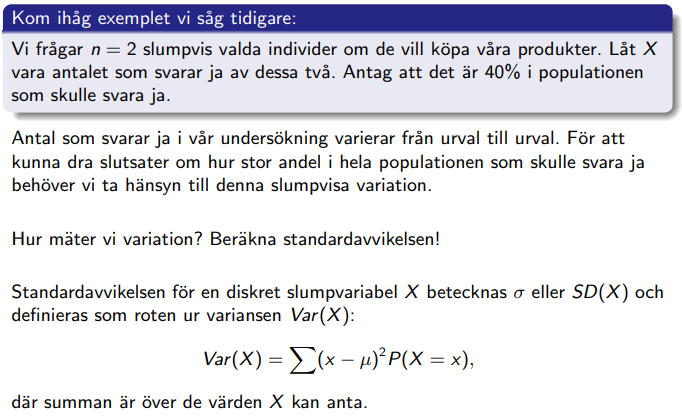 Kom ihåg exemplet vi såg tidigare:
Vi frågar n = 2 slumpvis valda individer om de vill köpa våra produkter. Låt X
vara antalet som svarar ja av dessa två. Antag att det är 40% i populationen
som skulle svara ja.
Antal som svarar ja i vår undersökning varierar från urval till urval. För att
kunna dra slutsater om hur stor andel i hela populationen som skulle svara ja
behöver vi ta hänsyn till denna slumpvisa variation.
Hur mäter vi variation? Beräkna standardavvikelsen!
Standardavvikelsen för en diskret slumpvariabel X betecknas σ eller SD(X) och
definieras som roten ur variansen Var(X):
Var(X) = ∑(x − μ)²P(X = x),
där summan är över de värden X kan anta.